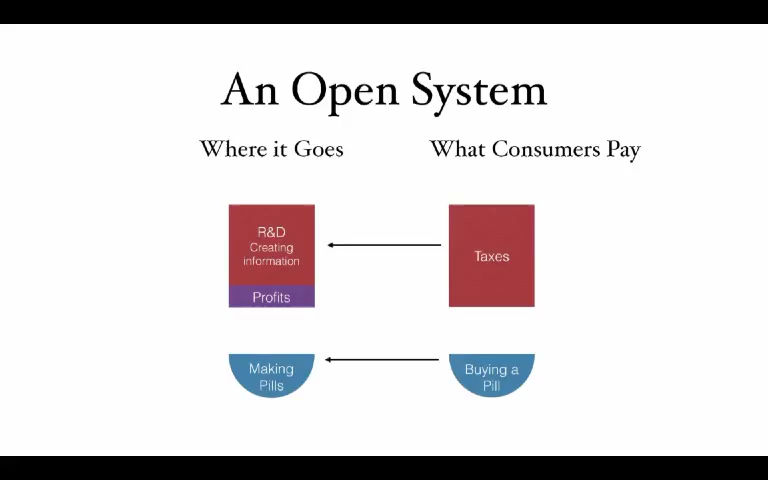 An Open System
Where it Goes
What Consumers Pay
R&D
Creating
information
Profits
Taxes
Making
Pills
Buying a
Pill